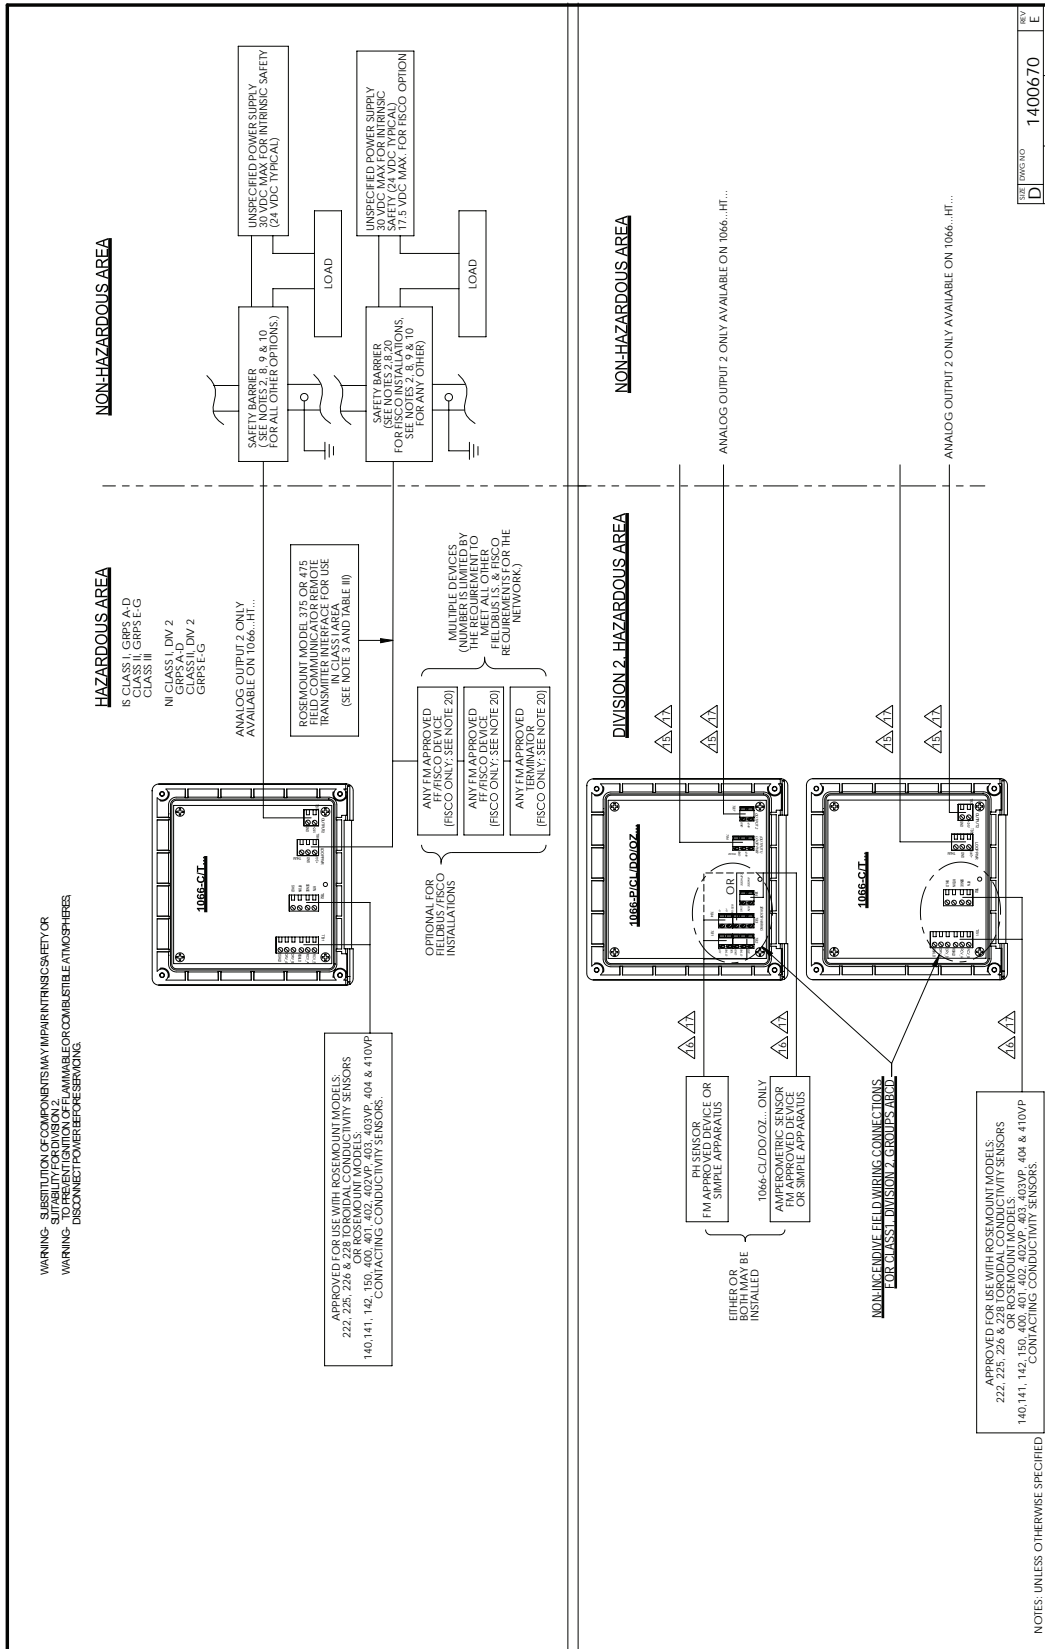 WARNING- SUBSTITUTION OF COMPONENTS MAY IMPAIR INTRINSIC SAFETY OR
SUITABILITY FOR DIVISION 2.
WARNING- TO PREVENT IGNITION OF FLAMMABLE OR COMBUSTIBLE ATMOSPHERES,
DISCONNECT POWER BEFORE SERVICING.
HAZARDOUS AREA
IS CLASS I, GRPS A-D
CLASS II, GRPS E-G
CLASS III
NI CLASS I, DIV 2
GRPS A-D
CLASS II, DIV 2
GRPS E-G
NON-HAZARDOUS AREA
ANALOG OUTPUT 2 ONLY
AVAILABLE ON 1066...HT...
1066-C/T...
APPROVED FOR USE WITH ROSEMOUNT MODELS:
222, 225, 226 & 228 TOROIDAL CONDUCTIVITY SENSORS
OR ROSEMOUNT MODELS:
140,141, 142, 150, 400, 401, 402, 402VP, 403, 403VP, 404 & 410VP
CONTACTING CONDUCTIVITY SENSORS.
ROSEMOUNT MODEL 375 OR 475
FIELD COMMUNICATOR REMOTE
TRANSMITTER INTERFACE FOR USE
IN CLASS I AREA
(SEE NOTE 3 AND TABLE III)
SAFETY BARRIER
( SEE NOTES 2, 8, 9 & 10
FOR ALL OTHER OPTIONS.)
UNSPECIFIED POWER SUPPLY
30 VDC MAX FOR INTRINSIC SAFETY
(24 VDC TYPICAL)
LOAD
SAFETY BARRIER
(SEE NOTES 2,8,20
FOR FISCO INSTALLATIONS,
SEE NOTES 2, 8, 9 & 10
FOR ANY OTHER)
UNSPECIFIED POWER SUPPLY
30 VDC MAX FOR INTRINSIC
SAFETY (24 VDC TYPICAL)
17.5 VDC MAX. FOR FISCO OPTION
LOAD
OPTIONAL FOR
FIELDBUS /FISCO
INSTALLATIONS
ANY FM APPROVED
FF/FISCO DEVICE
(FISCO ONLY; SEE NOTE 20)
ANY FM APPROVED
FF/FISCO DEVICE
(FISCO ONLY; SEE NOTE 20)
ANY FM APPROVED
TERMINATOR
(FISCO ONLY; SEE NOTE 20)
MULTIPLE DEVICES
(NUMBER IS LIMITED BY
THE REQUIREMENT TO
MEET ALL OTHER
FIELDBUS I.S. & FISCO
REQUIREMENTS FOR THE
NETWORK.)
DIVISION 2, HAZARDOUS AREA
NON-HAZARDOUS AREA
1066-P/CL/DO/OZ...
OR
15 17
15 17
ANALOG OUTPUT 2 ONLY AVAILABLE ON 1066...HT...
16 17
PH SENSOR
FM APPROVED DEVICE OR
SIMPLE APPARATUS
EITHER OR
BOTH MAY BE
INSTALLED
16 17
1066-CL/DO/OZ... ONLY
AMPEROMETRIC SENSOR
FM APPROVED DEVICE
OR SIMPLE APPARATUS
NON-INCENDIVE FIELD WIRING CONNECTIONS
FOR CLASS 1, DIVISION 2, GROUPS ABCD
1066-C/T...
15 17
15 17
ANALOG OUTPUT 2 ONLY AVAILABLE ON 1066...HT...
16 17
APPROVED FOR USE WITH ROSEMOUNT MODELS:
222, 225, 226 & 228 TOROIDAL CONDUCTIVITY SENSORS
OR ROSEMOUNT MODELS:
140,141, 142, 150, 400, 401, 402, 402VP, 403, 403VP, 404 & 410VP
CONTACTING CONDUCTIVITY SENSORS.
NOTES: UNLESS OTHERWISE SPECIFIED
SIZE DWG NO REV
D 1400670 E